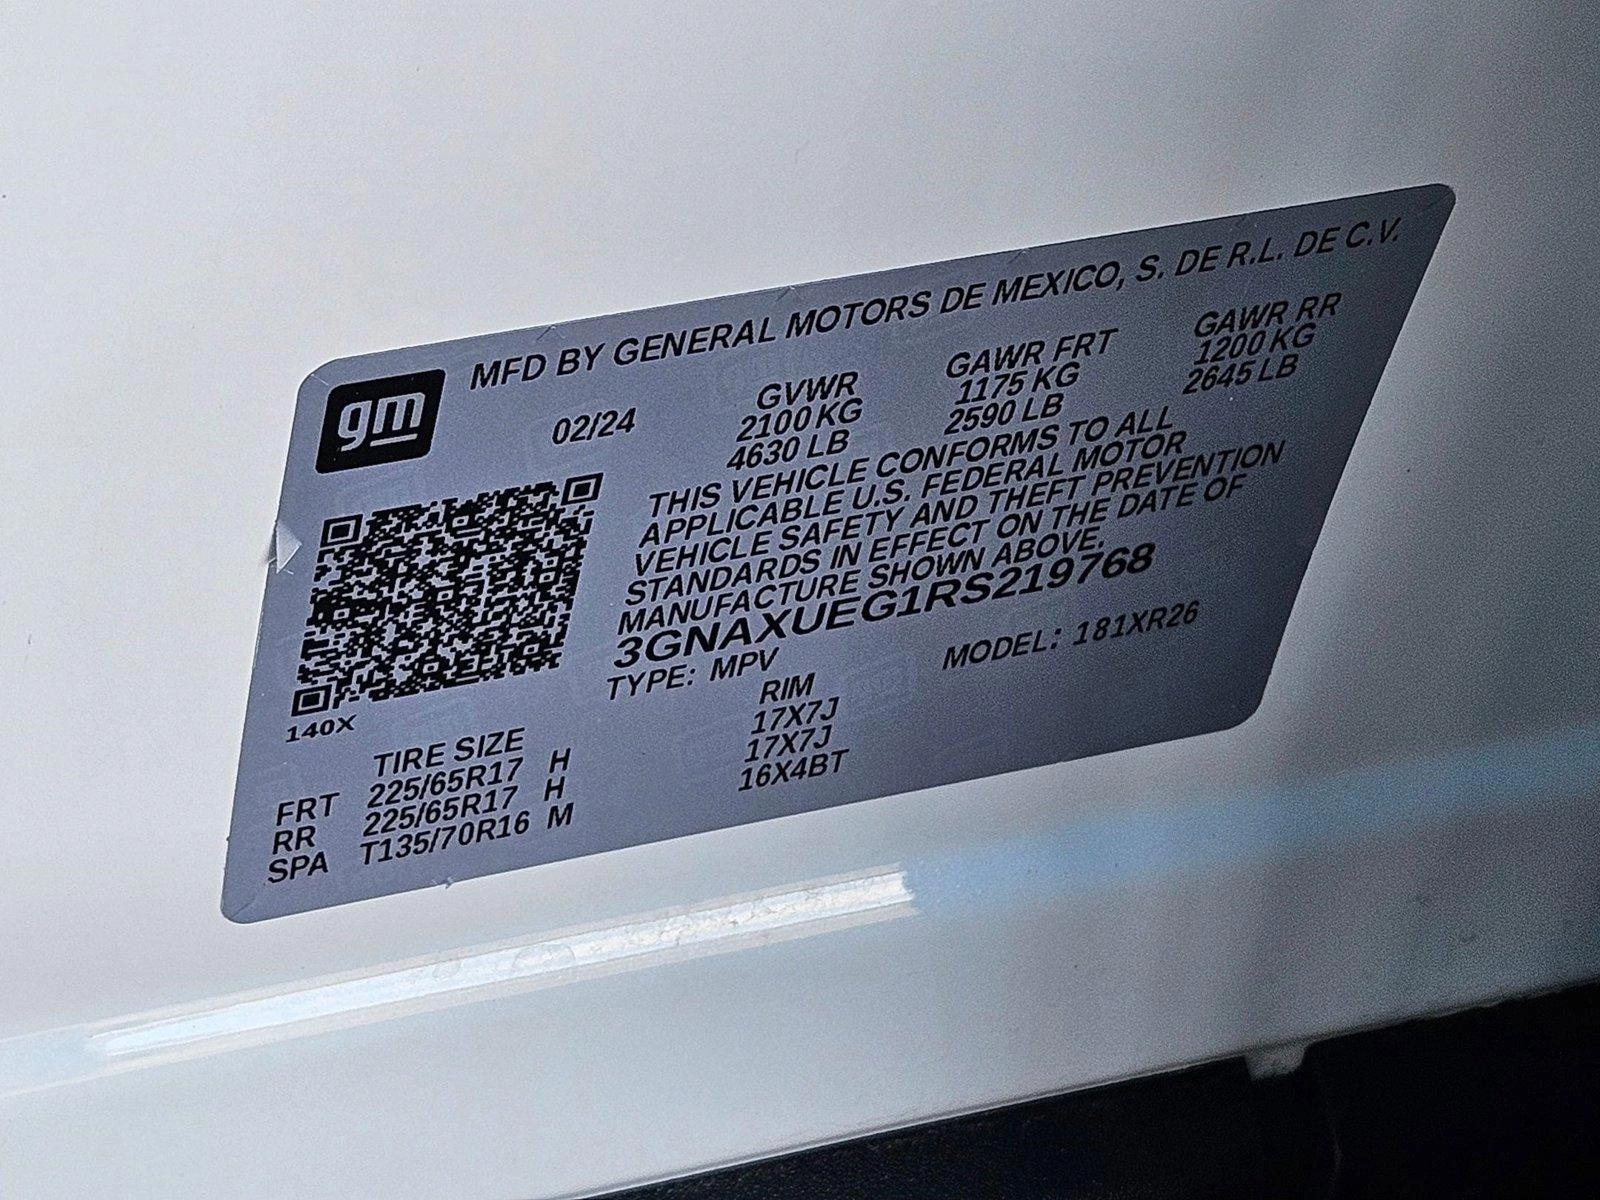 gm
MFD BY GENERAL MOTORS DE MEXICO, S. DE R.L. DE C.V.
02/24
GVWR
2100 KG
4630 LB
GAWR FRT
1175 KG
2590 LB
GAWR RR
1200 KG
2645 LB
THIS VEHICLE CONFORMS TO ALL
APPLICABLE U.S. FEDERAL MOTOR
VEHICLE SAFETY AND THEFT PREVENTION
STANDARDS IN EFFECT ON THE DATE OF
MANUFACTURE SHOWN ABOVE.
3GNAXUEG1RS219768
TYPE: MPV MODEL: 181XR26
140X
TIRE SIZE RIM
FRT 225/65R17 H 17X7J
RR 225/65R17 H 17X7J
SPA T135/70R16 M 16X4BT